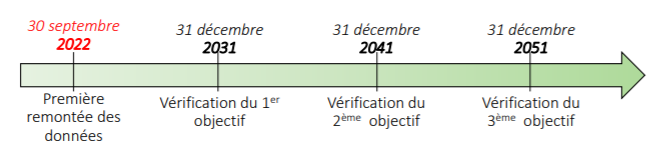 30 septembre
2022
31 décembre
2031
31 décembre
2041
31 décembre
2051
Première
remontée des
données
Vérification du 1er
objectif
Vérification du
2ème objectif
Vérification du
3ème objectif